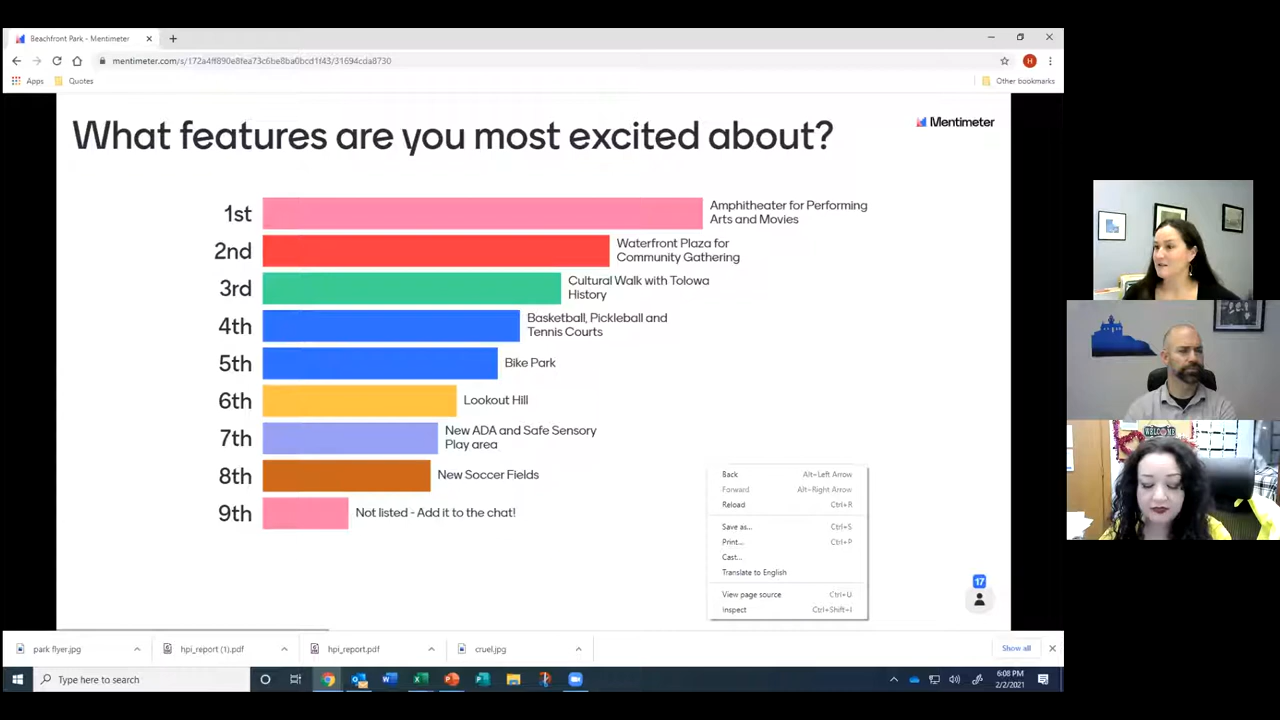 Beachfront Park - Mentimeter
mentimeter.com/s/172a4ff890e8fea73c6be8ba0bcd1f43/31694cda8730
H
Apps
Quotes
Other bookmarks
What features are you most excited about?
Mentimeter
1st
Amphitheater for Performing
Arts and Movies
2nd
Waterfront Plaza for
Community Gathering
3rd
Cultural Walk with Tolowa
History
4th
Basketball, Pickleball and
Tennis Courts
5th
Bike Park
6th
Lookout Hill
7th
New ADA and Safe Sensory
Play area
8th
New Soccer Fields
9th
Not listed - Add it to the chat!
Back Alt+Left Arrow
Forward Alt+Right Arrow
Reload Ctrl+R
Save as... Ctrl+S
Print... Ctrl+P
Cast...
Translate to English
View page source Ctrl+U
Inspect Ctrl+Shift+I
17
WELCOME
park flyer.jpg
hpi_report (1).pdf
hpi_report.pdf
cruel.jpg
Show all
Type here to search
6:08 PM
2/2/2021